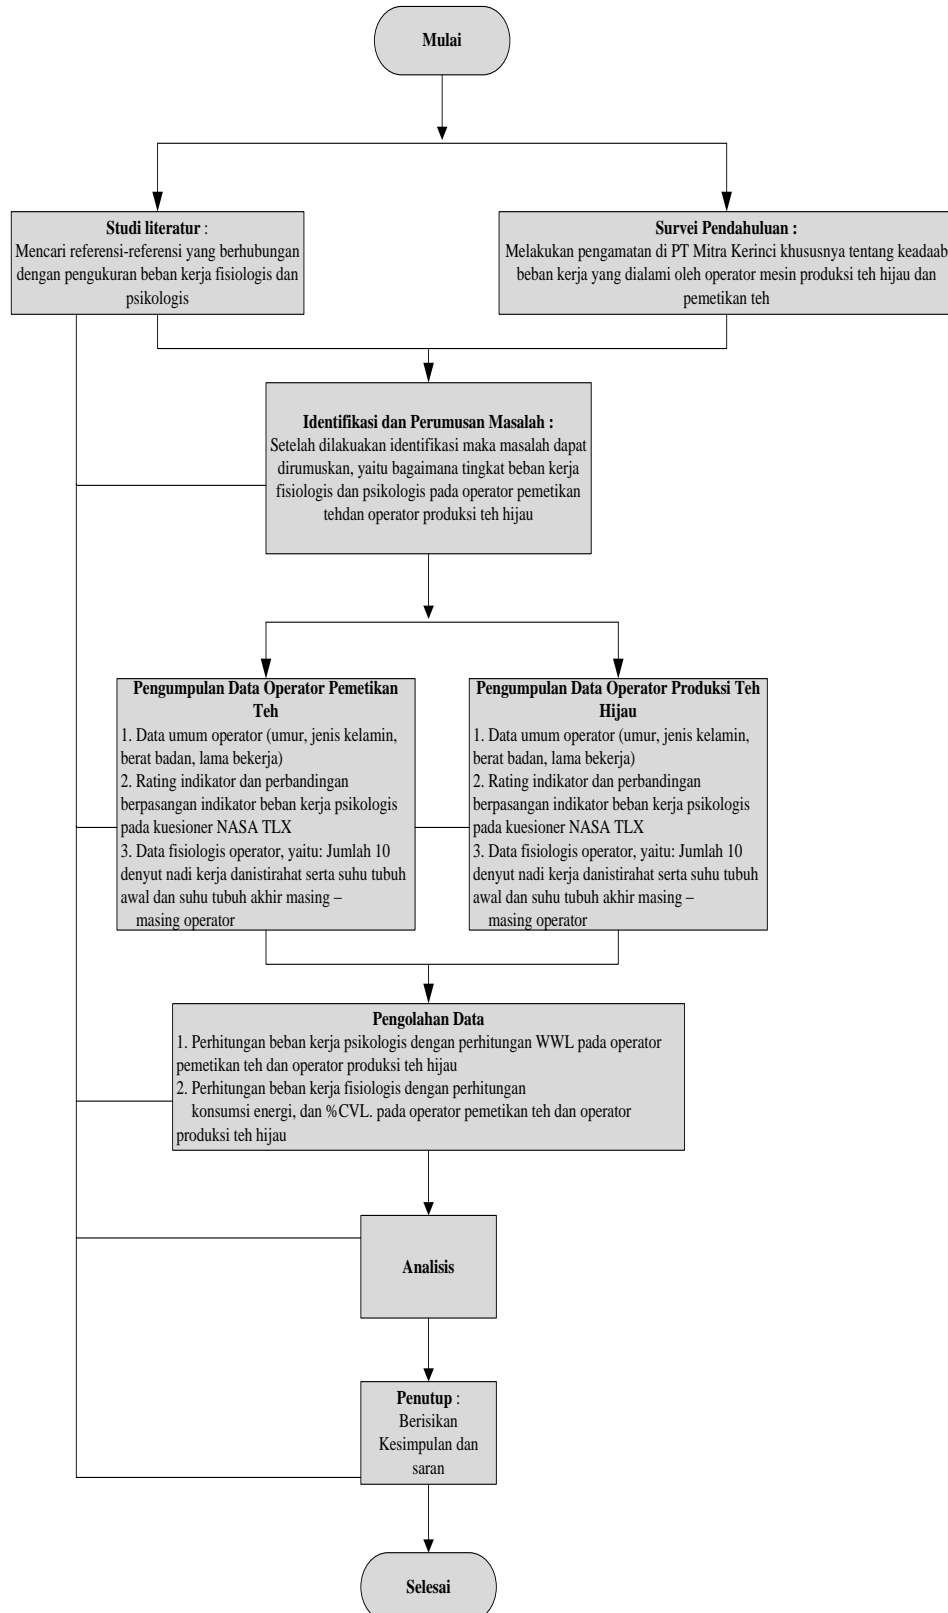 Mulai
Studi literatur :
Mencari referensi-referensi yang berhubungan
dengan pengukuran beban kerja fisiologis dan
psikologis
Survei Pendahuluan :
Melakukan pengamatan di PT Mitra Kerinci khususnya tentang keadaab
beban kerja yang dialami oleh operator mesin produksi teh hijau dan
pemetikan teh
Identifikasi dan Perumusan Masalah :
Setelah dilakuakan identifikasi maka masalah dapat
dirumuskan, yaitu bagaimana tingkat beban kerja
fisiologis dan psikologis pada operator pemetikan
tehdan operator produksi teh hijau
Pengumpulan Data Operator Pemetikan
Teh
1. Data umum operator (umur, jenis kelamin,
berat badan, lama bekerja)
2. Rating indikator dan perbandingan
berpasangan indikator beban kerja psikologis
pada kuesioner NASA TLX
3. Data fisiologis operator, yaitu: Jumlah 10
denyut nadi kerja danistirahat serta suhu tubuh
awal dan suhu tubuh akhir masing –
masing operator
Pengumpulan Data Operator Produksi Teh
Hijau
1. Data umum operator (umur, jenis kelamin,
berat badan, lama bekerja)
2. Rating indikator dan perbandingan
berpasangan indikator beban kerja psikologis
pada kuesioner NASA TLX
3. Data fisiologis operator, yaitu: Jumlah 10
denyut nadi kerja danistirahat serta suhu tubuh
awal dan suhu tubuh akhir masing –
masing operator
Pengolahan Data
1. Perhitungan beban kerja psikologis dengan perhitungan WWL pada operator
pemetikan teh dan operator produksi teh hijau
2. Perhitungan beban kerja fisiologis dengan perhitungan
konsumsi energi, dan %CVL. pada operator pemetikan teh dan operator
produksi teh hijau
Analisis
Penutup :
Berisikan
Kesimpulan dan
saran
Selesai